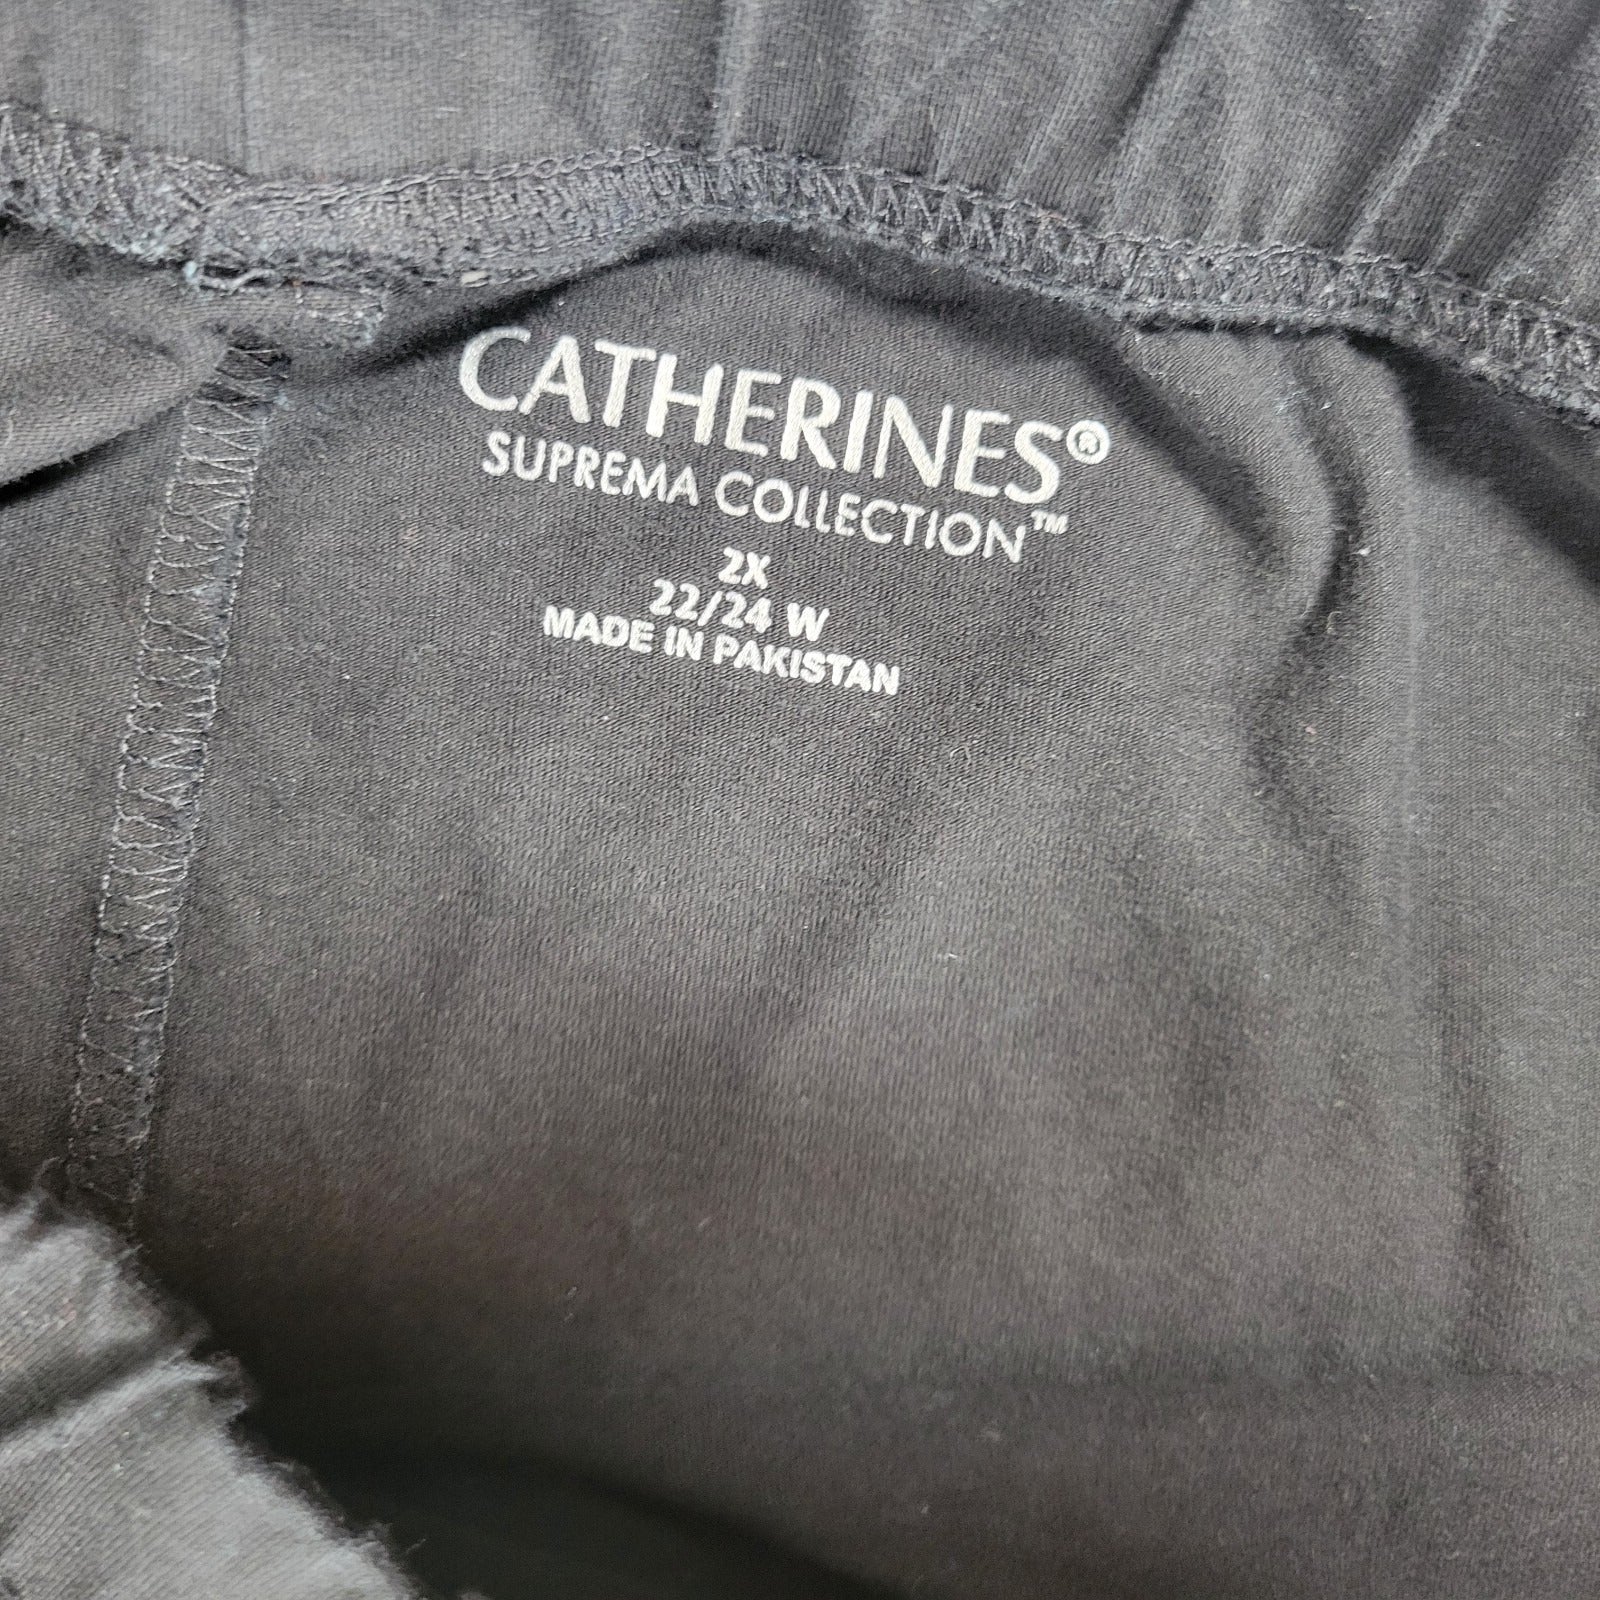 CATHERINES®
SUPREMA COLLECTION™
2X
22/24 W
MADE IN PAKISTAN